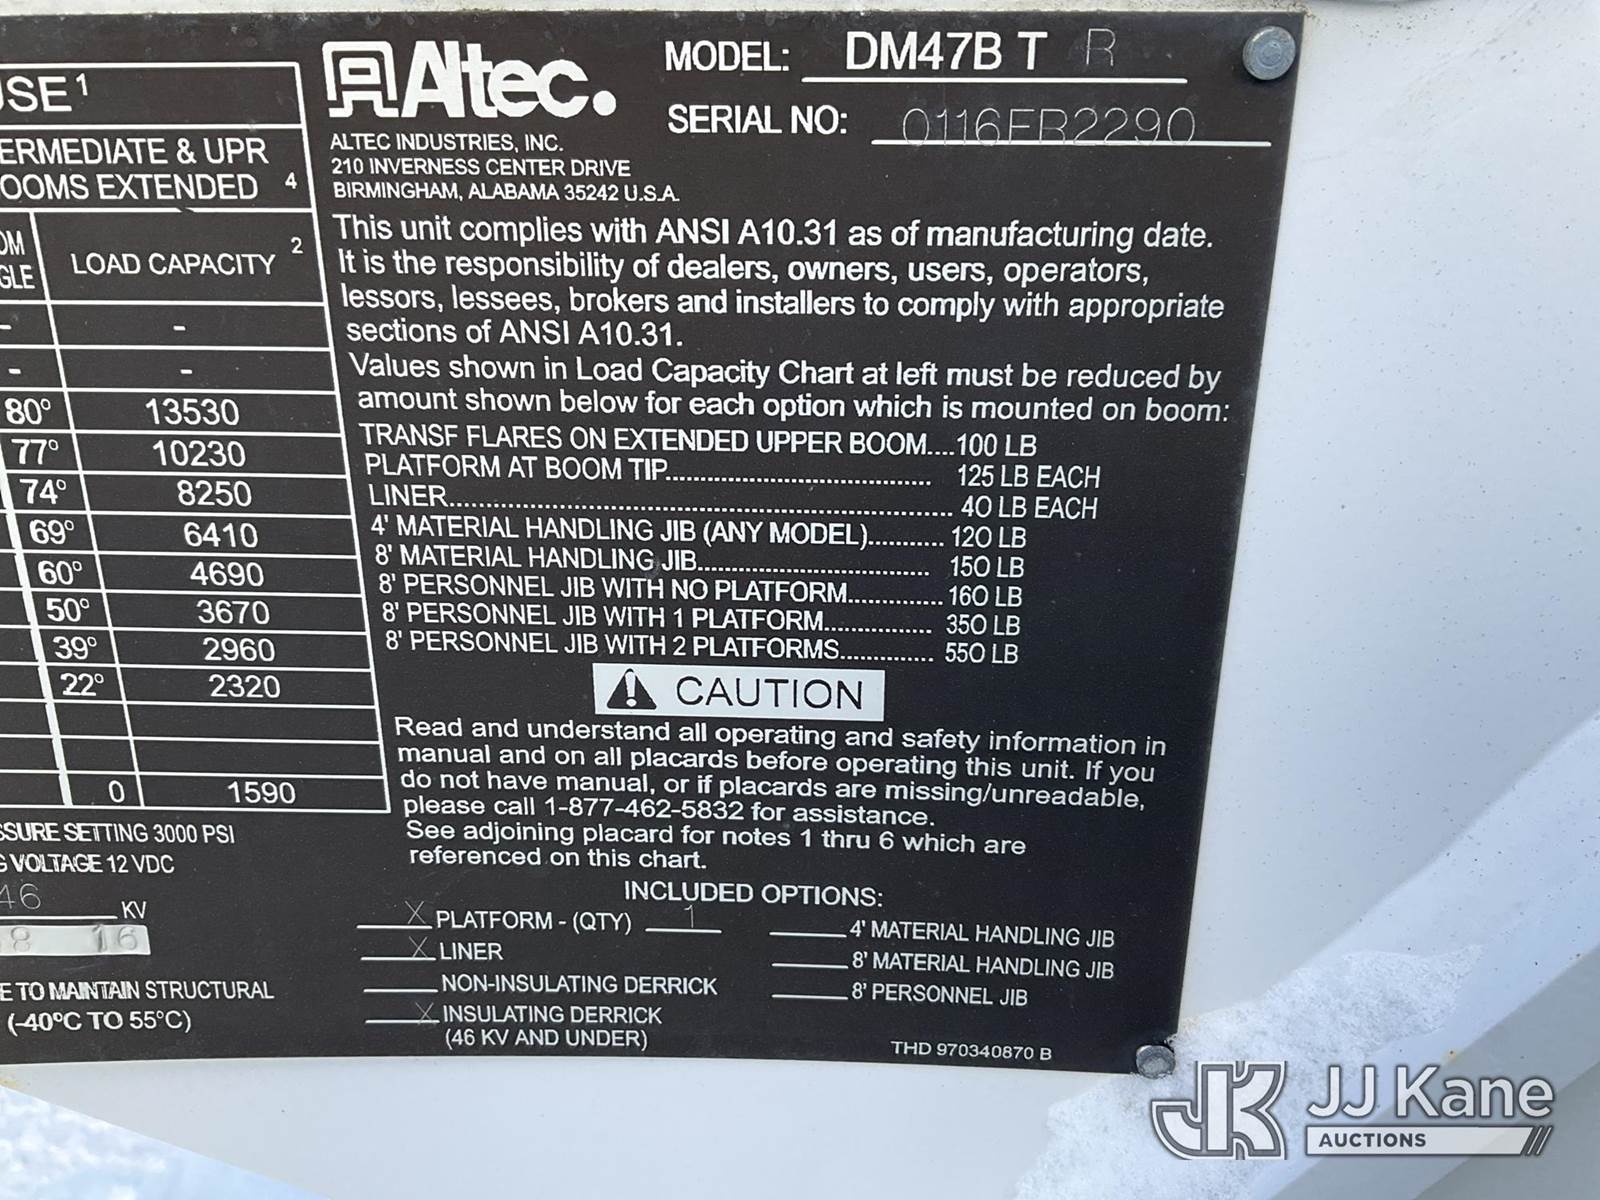 USE 1
ERMEDIATE & UPR
OOMS EXTENDED 4
OM
GLE
LOAD CAPACITY 2
- -
- -
80° 13530
77° 10230
74° 8250
69° 6410
60° 4690
50° 3670
39° 2960
22° 2320
0 1590
SSURE SETTING 3000 PSI
G VOLTAGE 12 VDC
46 KV
8 16
E TO MAINTAIN STRUCTURAL
(-40°C TO 55°C)
Altec.
MODEL: DM47B T R
SERIAL NO: 0116FB2290
ALTEC INDUSTRIES, INC.
210 INVERNESS CENTER DRIVE
BIRMINGHAM, ALABAMA 35242 U.S.A.
This unit complies with ANSI A10.31 as of manufacturing date.
It is the responsibility of dealers, owners, users, operators,
lessors, lessees, brokers and installers to comply with appropriate
sections of ANSI A10.31.
Values shown in Load Capacity Chart at left must be reduced by
amount shown below for each option which is mounted on boom:
TRANSF FLARES ON EXTENDED UPPER BOOM....100 LB
PLATFORM AT BOOM TIP.................................... 125 LB EACH
LINER..................................................................... 40 LB EACH
4' MATERIAL HANDLING JIB (ANY MODEL)........... 120 LB
8' MATERIAL HANDLING JIB................................ 150 LB
8' PERSONNEL JIB WITH NO PLATFORM............. 160 LB
8' PERSONNEL JIB WITH 1 PLATFORM............... 350 LB
8' PERSONNEL JIB WITH 2 PLATFORMS............. 550 LB
CAUTION
Read and understand all operating and safety information in
manual and on all placards before operating this unit. If you
do not have manual, or if placards are missing/unreadable,
please call 1-877-462-5832 for assistance.
See adjoining placard for notes 1 thru 6 which are
referenced on this chart.
INCLUDED OPTIONS:
X PLATFORM - (QTY) 1
X LINER
NON-INSULATING DERRICK
X INSULATING DERRICK
(46 KV AND UNDER)
4' MATERIAL HANDLING JIB
8' MATERIAL HANDLING JIB
8' PERSONNEL JIB
THD 970340870 B
JK JJ Kane
AUCTIONS